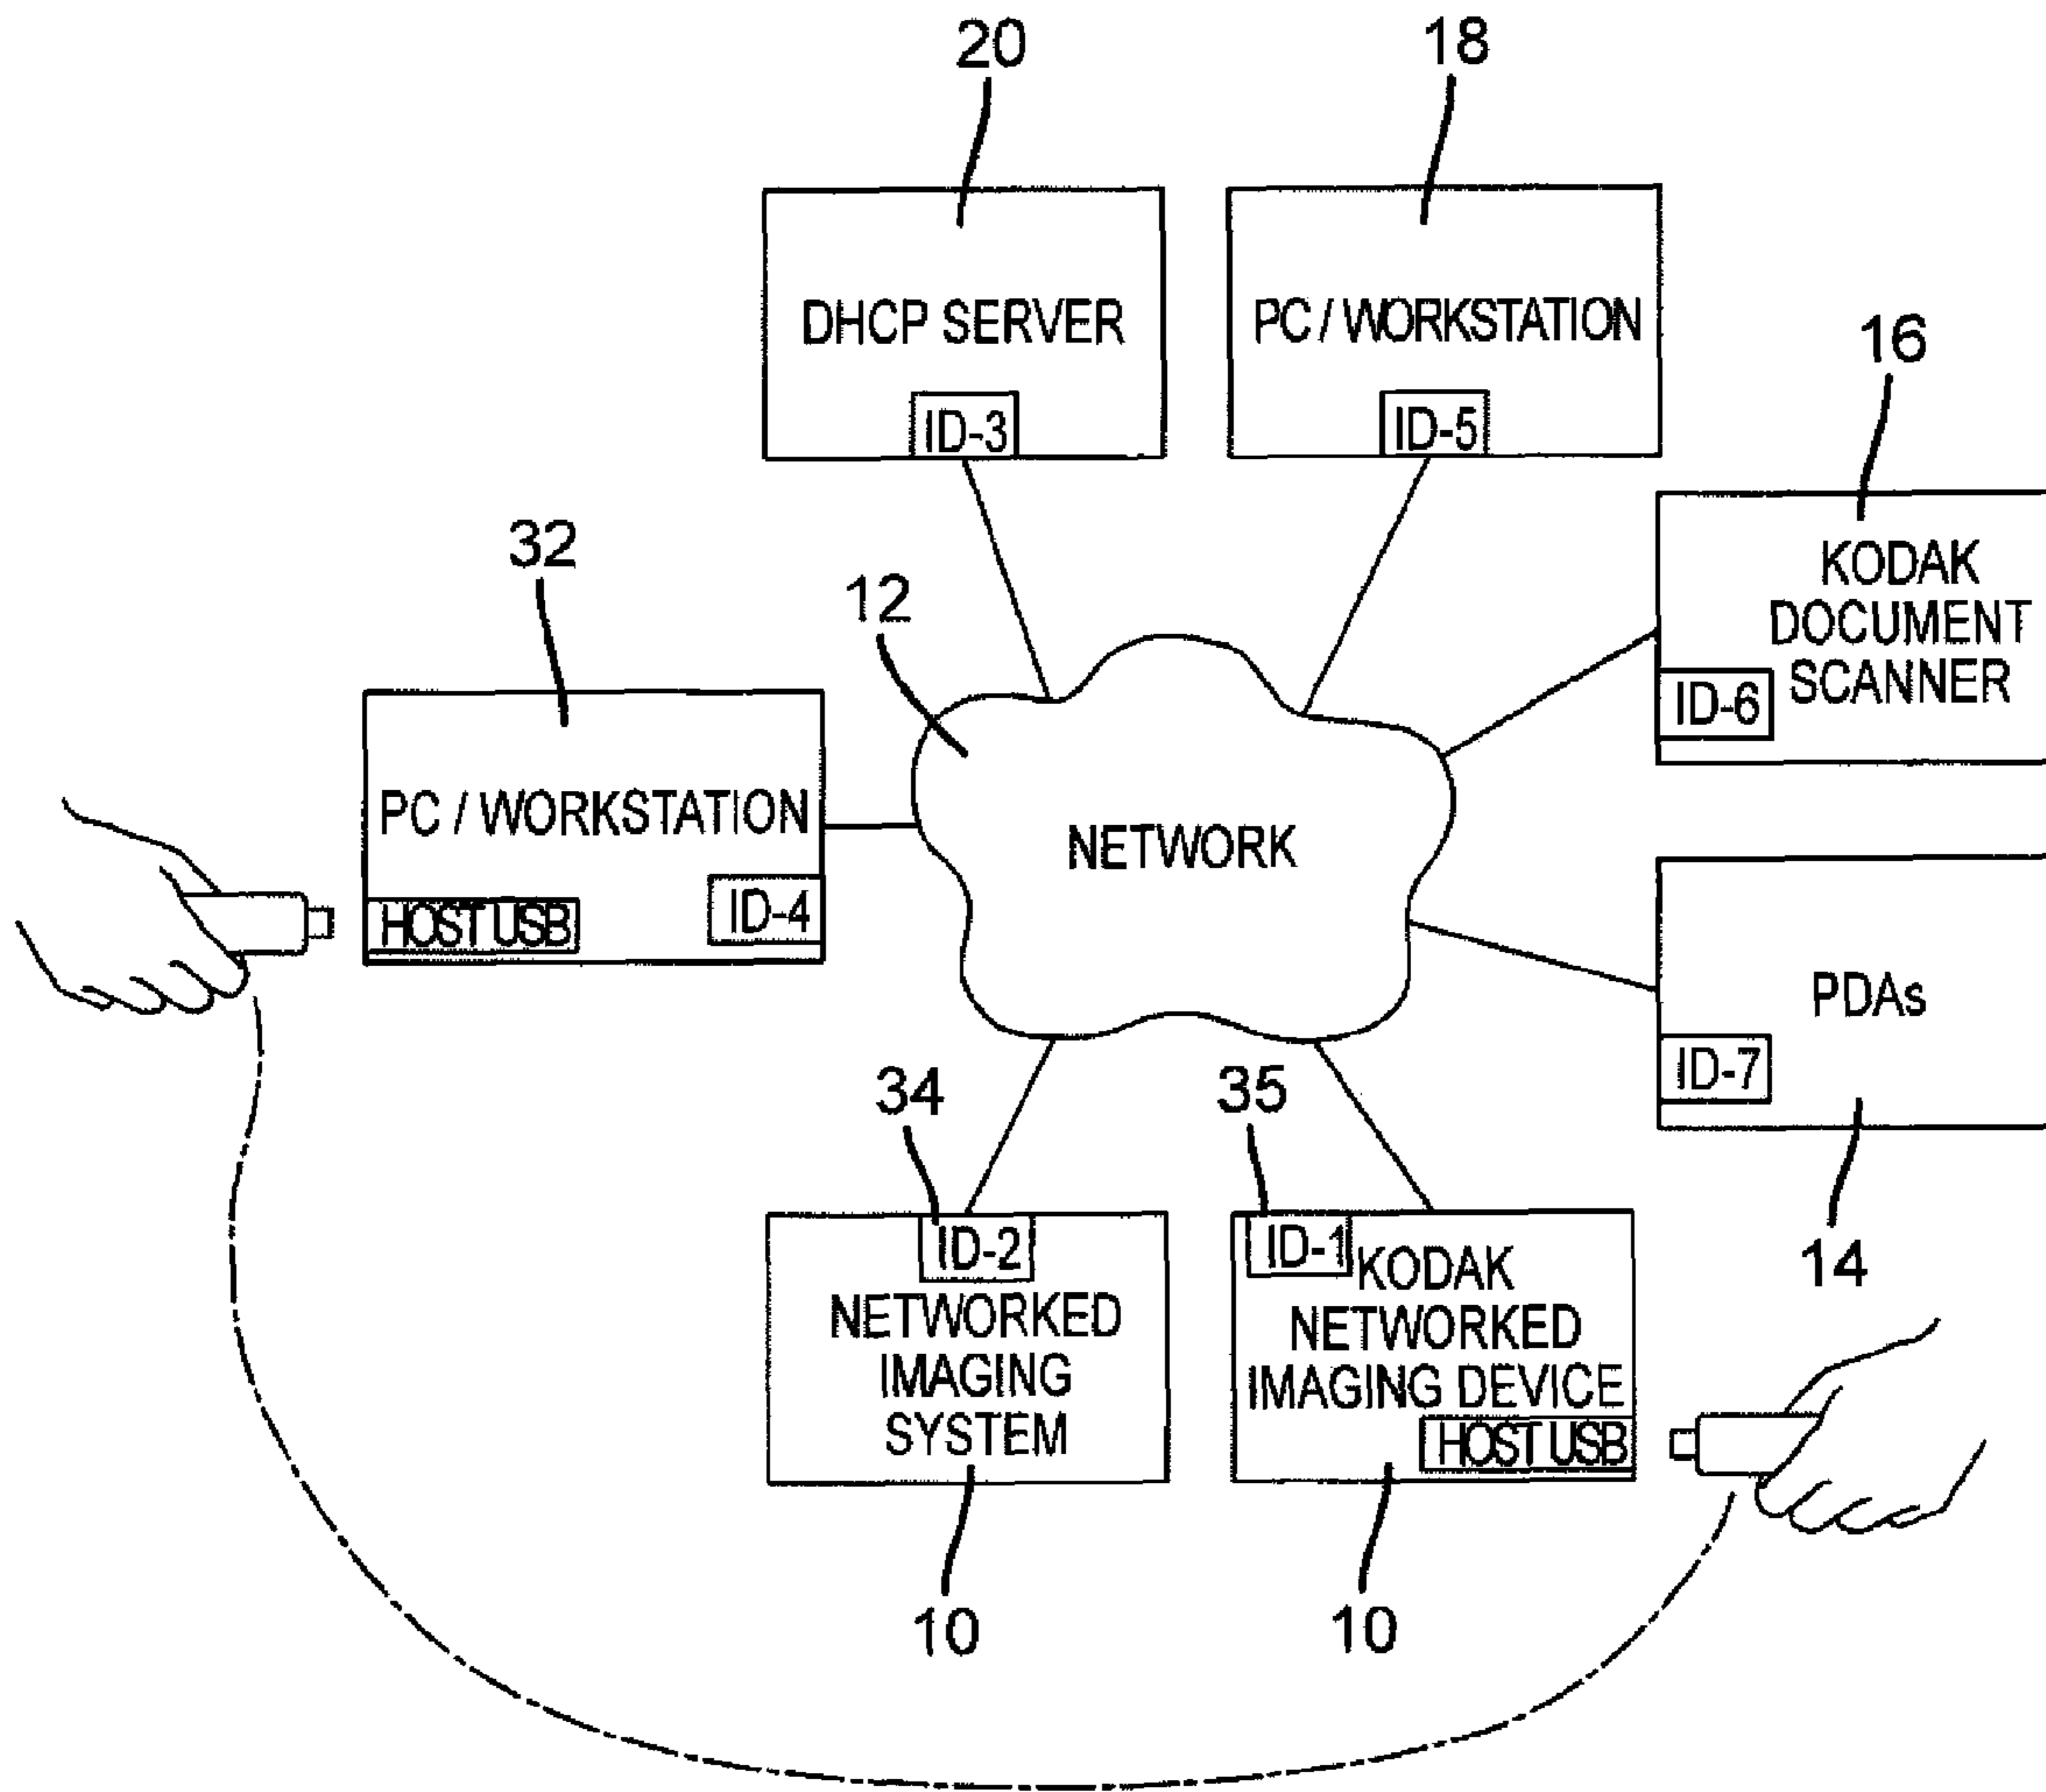 20
18
DHCP SERVER
ID-3
PC / WORKSTATION
ID-5
16
KODAK
DOCUMENT
SCANNER
ID-6
32
12
PC / WORKSTATION
HOST USB
ID-4
NETWORK
PDAs
ID-7
14
34
35
ID-2
NETWORKED
IMAGING
SYSTEM
10
ID-1
KODAK
NETWORKED
IMAGING DEVICE
HOST USB
10